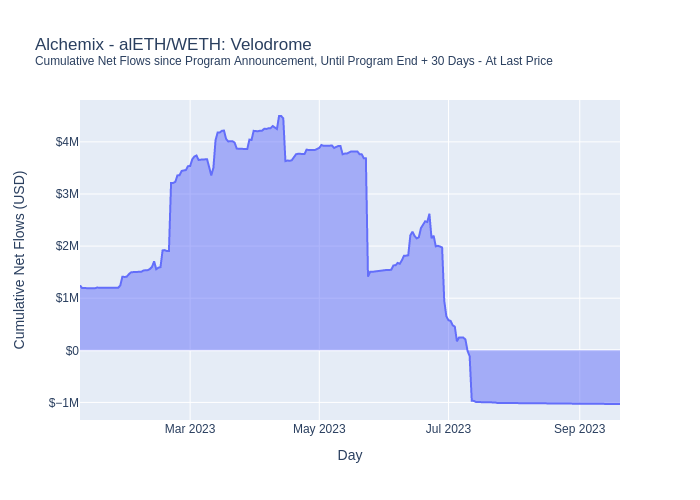 Alchemix - alETH/WETH: Velodrome
Cumulative Net Flows since Program Announcement, Until Program End + 30 Days - At Last Price
Cumulative Net Flows (USD)
$4M
$3M
$2M
$1M
$0
$−1M
Mar 2023
May 2023
Jul 2023
Sep 2023
Day